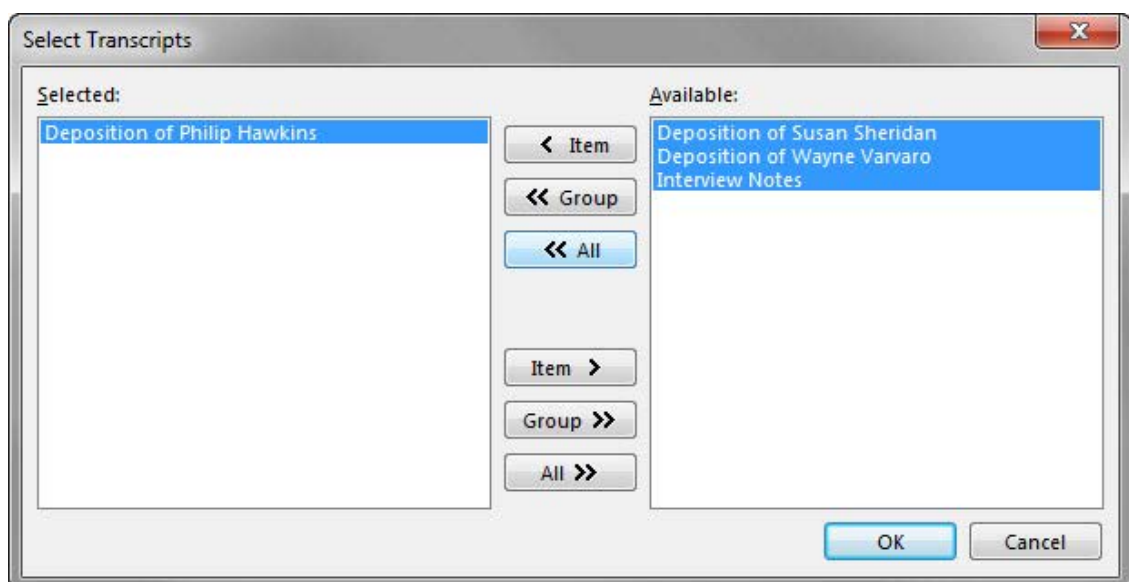 Select Transcripts
Selected:
Deposition of Philip Hawkins
< Item
<< Group
<< All
Item >
Group >>
All >>
Available:
Deposition of Susan Sheridan
Deposition of Wayne Varvaro
Interview Notes
OK
Cancel